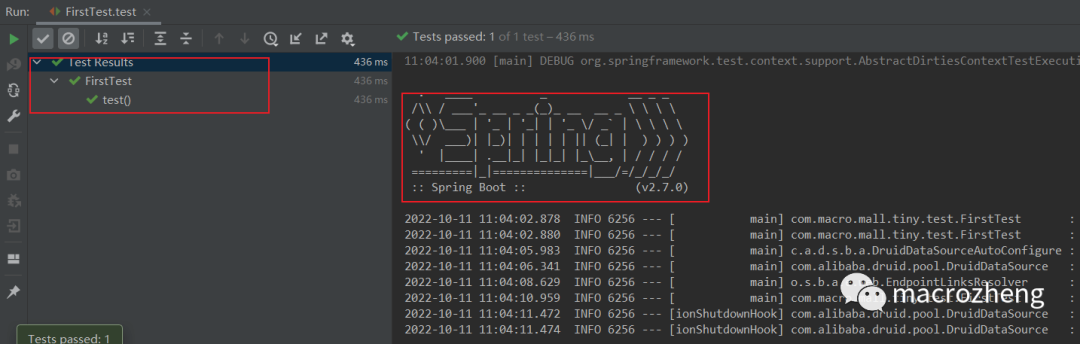 Run: FirstTest.test
Tests passed: 1 of 1 test – 436 ms
Test Results 436 ms
FirstTest 436 ms
test() 436 ms
11:04:01.900 [main] DEBUG org.springframework.test.context.support.AbstractDirtiesContextTestExecuti
  .   ____          _            __ _ _
 /\\ / ___'_ __ _ _(_)_ __  __ _ \ \ \ \
( ( )\___ | '_ | '_| | '_ \/ _` | \ \ \ \
 \\/  ___)| |_)| | | | | || (_| |  ) ) ) )
  '  |____| .__|_| |_|_| |_\__, | / / / /
 =========|_|==============|___/=/_/_/_/
 :: Spring Boot ::                (v2.7.0)
2022-10-11 11:04:02.878  INFO 6256 --- [           main] com.macro.mall.tiny.test.FirstTest       :
2022-10-11 11:04:02.880  INFO 6256 --- [           main] com.macro.mall.tiny.test.FirstTest       :
2022-10-11 11:04:05.983  INFO 6256 --- [           main] c.a.d.s.b.a.DruidDataSourceAutoConfigure :
2022-10-11 11:04:06.341  INFO 6256 --- [           main] com.alibaba.druid.pool.DruidDataSource   :
2022-10-11 11:04:08.629  INFO 6256 --- [           main] EndpointLinksResolver      :
2022-10-11 11:04:10.959  INFO 6256 --- [           main] :
2022-10-11 11:04:11.472  INFO 6256 --- [ionShutdownHook] com.alibaba.druid.pool.DruidDataSource   :
2022-10-11 11:04:11.474  INFO 6256 --- [ionShutdownHook] com.alibaba.druid.pool.DruidDataSource   :
macrozheng
Tests passed: 1